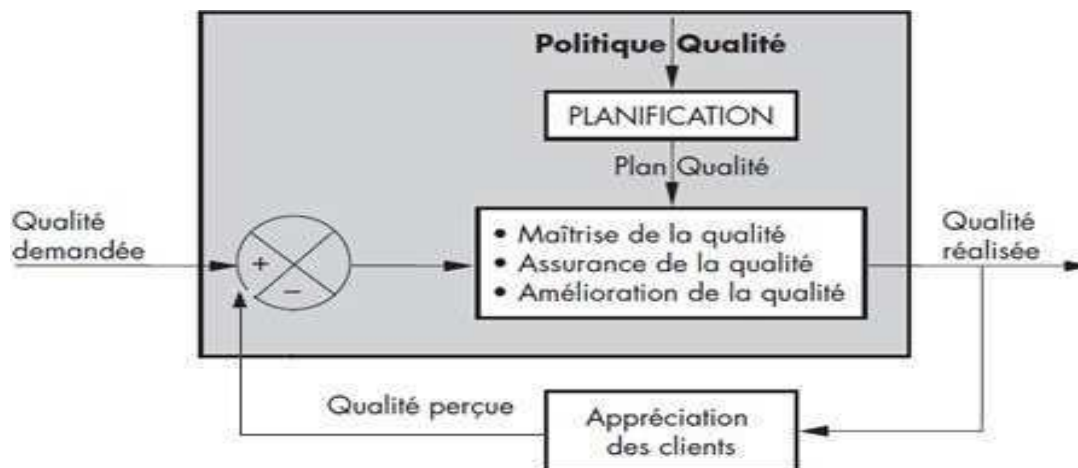 Politique Qualité
PLANIFICATION
Plan Qualité
Qualité
demandée
+
−
• Maîtrise de la qualité
• Assurance de la qualité
• Amélioration de la qualité
Qualité
réalisée
Qualité perçue
Appréciation
des clients